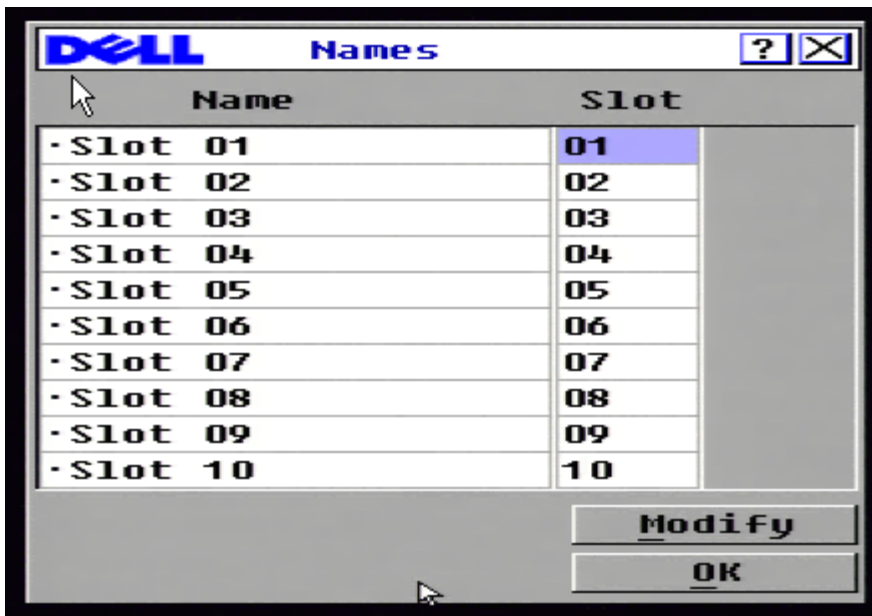 DELL Names ?
Name Slot
·Slot 01 01
·Slot 02 02
·Slot 03 03
·Slot 04 04
·Slot 05 05
·Slot 06 06
·Slot 07 07
·Slot 08 08
·Slot 09 09
·Slot 10 10
Modify
OK